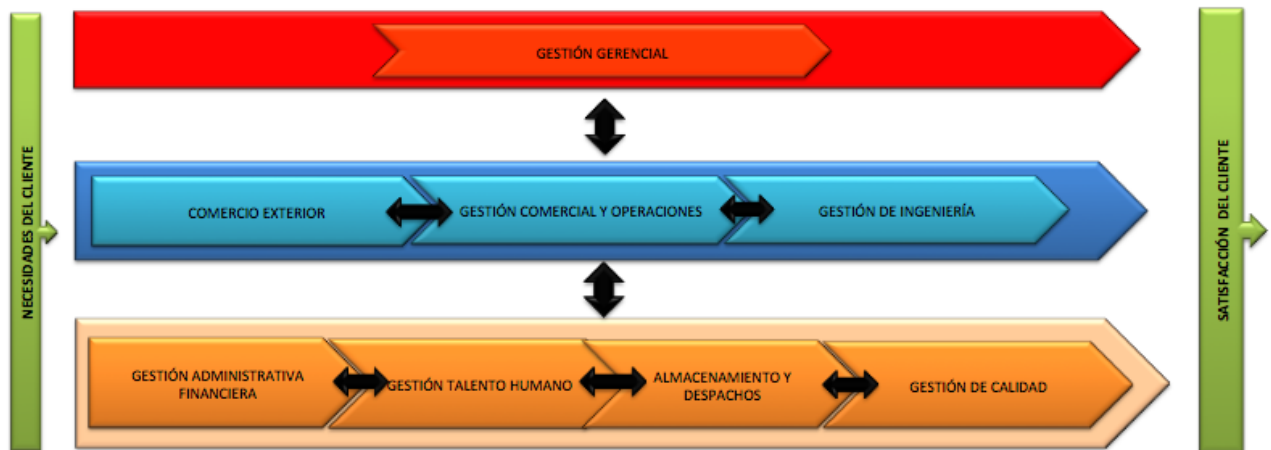 NECESIDADES DEL CLIENTE
GESTIÓN GERENCIAL
COMERCIO EXTERIOR
GESTIÓN COMERCIAL Y OPERACIONES
GESTIÓN DE INGENIERÍA
GESTIÓN ADMINISTRATIVA
FINANCIERA
GESTIÓN TALENTO HUMANO
ALMACENAMIENTO Y
DESPACHOS
GESTIÓN DE CALIDAD
SATISFACCIÓN DEL CLIENTE